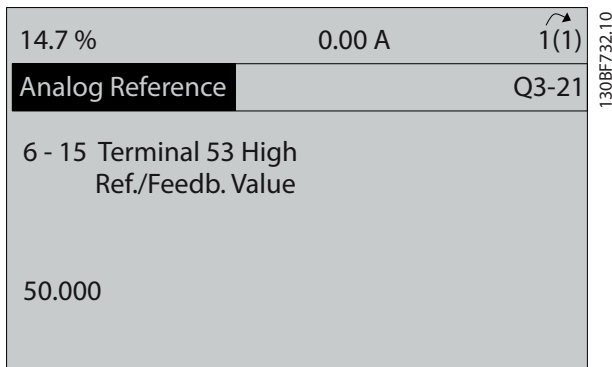 14.7 % 0.00 A 1(1)
Analog Reference Q3-21
6 - 15 Terminal 53 High
Ref./Feedb. Value
50.000
130BF732.10